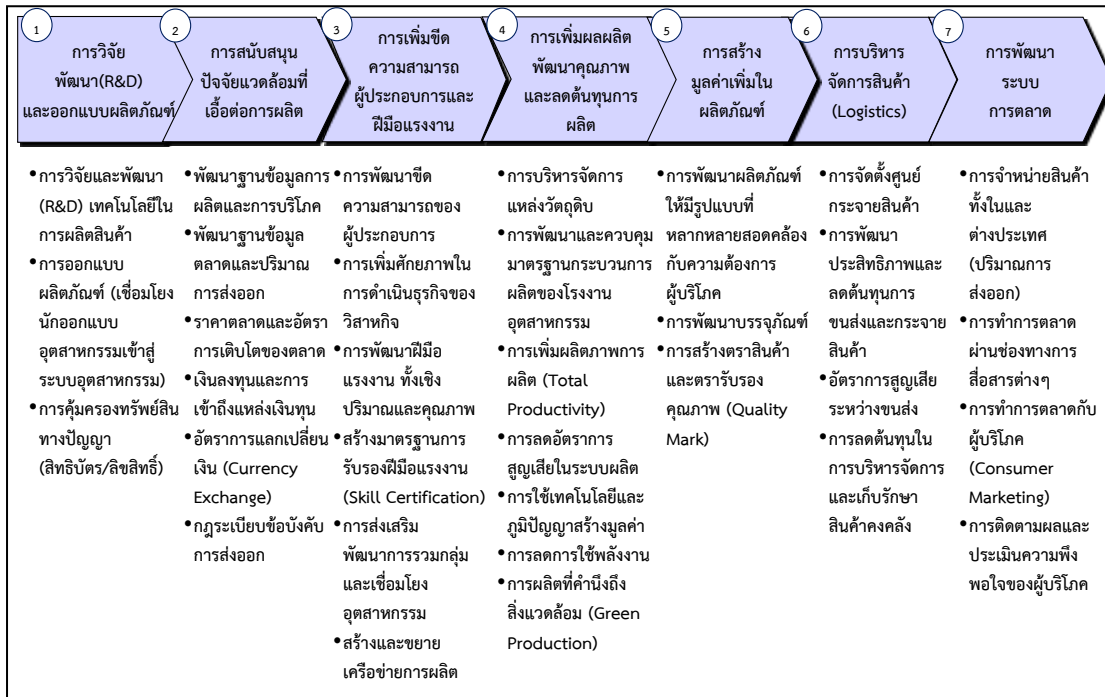 1
การวิจัย
พัฒนา(R&D)
และออกแบบผลิตภัณฑ์
2
การสนับสนุน
ปัจจัยแวดล้อมที่
เอื้อต่อการผลิต
3
การเพิ่มขีด
ความสามารถ
ผู้ประกอบการและ
ฝีมือแรงงาน
4
การเพิ่มผลผลิต
พัฒนาคุณภาพ
และลดต้นทุนการ
ผลิต
5
การสร้าง
มูลค่าเพิ่มใน
ผลิตภัณฑ์
6
การบริหาร
จัดการสินค้า
(Logistics)
7
การพัฒนา
ระบบ
การตลาด
•การวิจัยและพัฒนา
(R&D) เทคโนโลยีใน
การผลิตสินค้า
•การออกแบบ
ผลิตภัณฑ์ (เชื่อมโยง
นักออกแบบ
อุตสาหกรรมเข้าสู่
ระบบอุตสาหกรรม)
•การคุ้มครองทรัพย์สิน
ทางปัญญา
(สิทธิบัตร/ลิขสิทธิ์)
•พัฒนาฐานข้อมูลการ
ผลิตและการบริโภค
•พัฒนาฐานข้อมูล
ตลาดและปริมาณ
การส่งออก
•ราคาตลาดและอัตรา
การเติบโตของตลาด
•เงินลงทุนและการ
เข้าถึงแหล่งเงินทุน
•อัตราการแลกเปลี่ยน
เงิน (Currency
Exchange)
•กฎระเบียบข้อบังคับ
การส่งออก
•การพัฒนาขีด
ความสามารถของ
ผู้ประกอบการ
•การเพิ่มศักยภาพใน
การดำเนินธุรกิจของ
วิสาหกิจ
•การพัฒนาฝีมือ
แรงงาน ทั้งเชิง
ปริมาณและคุณภาพ
•สร้างมาตรฐานการ
รับรองฝีมือแรงงาน
(Skill Certification)
•การส่งเสริม
พัฒนาการรวมกลุ่ม
และเชื่อมโยง
อุตสาหกรรม
•สร้างและขยาย
เครือข่ายการผลิต
•การบริหารจัดการ
แหล่งวัตถุดิบ
•การพัฒนาและควบคุม
มาตรฐานกระบวนการ
ผลิตของโรงงาน
อุตสาหกรรม
•การเพิ่มผลิตภาพการ
ผลิต (Total
Productivity)
•การลดอัตราการ
สูญเสียในระบบผลิต
•การใช้เทคโนโลยีและ
ภูมิปัญญาสร้างมูลค่า
•การลดการใช้พลังงาน
•การผลิตที่คำนึงถึง
สิ่งแวดล้อม (Green
Production)
•การพัฒนาผลิตภัณฑ์
ให้มีรูปแบบที่
หลากหลายสอดคล้อง
กับความต้องการ
ผู้บริโภค
•การพัฒนาบรรจุภัณฑ์
•การสร้างตราสินค้า
และตรารับรอง
คุณภาพ (Quality
Mark)
•การจัดตั้งศูนย์
กระจายสินค้า
•การพัฒนา
ประสิทธิภาพและ
ลดต้นทุนการ
ขนส่งและกระจาย
สินค้า
•อัตราการสูญเสีย
ระหว่างขนส่ง
•การลดต้นทุนใน
การบริหารจัดการ
และเก็บรักษา
สินค้าคงคลัง
•การจำหน่ายสินค้า
ทั้งในและ
ต่างประเทศ
(ปริมาณการ
ส่งออก)
•การทำการตลาด
ผ่านช่องทางการ
สื่อสารต่างๆ
•การทำการตลาดกับ
ผู้บริโภค
(Consumer
Marketing)
•การติดตามผลและ
ประเมินความพึง
พอใจของผู้บริโภค